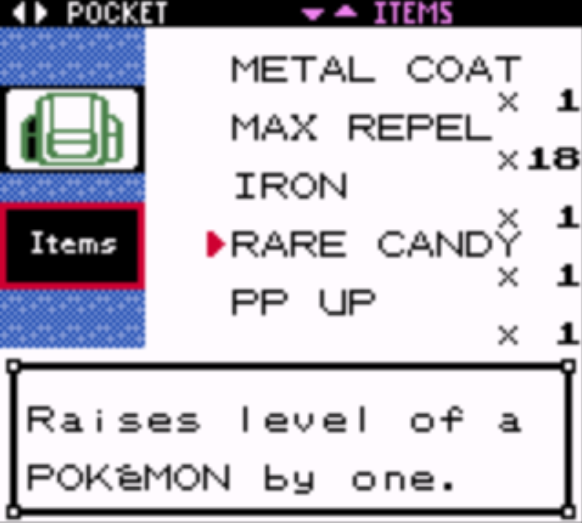 POCKET ITEMS
METAL COAT
× 1
MAX REPEL
×18
IRON
× 1
Items
RARE CANDY
× 1
PP UP
× 1
Raises level of a
POKéMON by one.